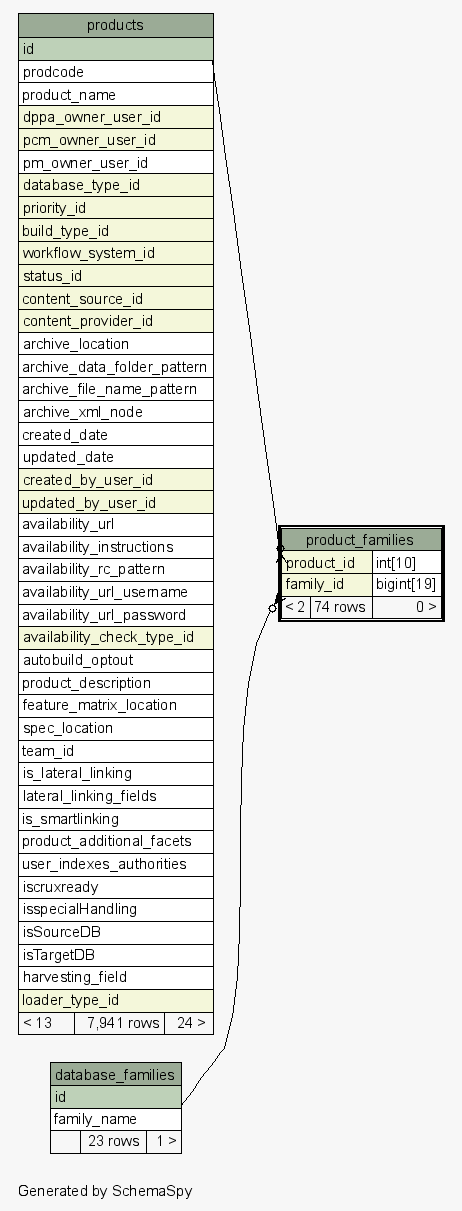 products
id
prodcode
product_name
dppa_owner_user_id
pcm_owner_user_id
pm_owner_user_id
database_type_id
priority_id
build_type_id
workflow_system_id
status_id
content_source_id
content_provider_id
archive_location
archive_data_folder_pattern
archive_file_name_pattern
archive_xml_node
created_date
updated_date
created_by_user_id
updated_by_user_id
availability_url
availability_instructions
availability_rc_pattern
availability_url_username
availability_url_password
availability_check_type_id
autobuild_optout
product_description
feature_matrix_location
spec_location
team_id
is_lateral_linking
lateral_linking_fields
is_smartlinking
product_additional_facets
user_indexes_authorities
iscruxready
isspecialHandling
isSourceDB
isTargetDB
harvesting_field
loader_type_id
< 13 7,941 rows 24 >
product_families
product_id int[10]
family_id bigint[19]
< 2 74 rows 0 >
database_families
id
family_name
23 rows 1 >
Generated by SchemaSpy